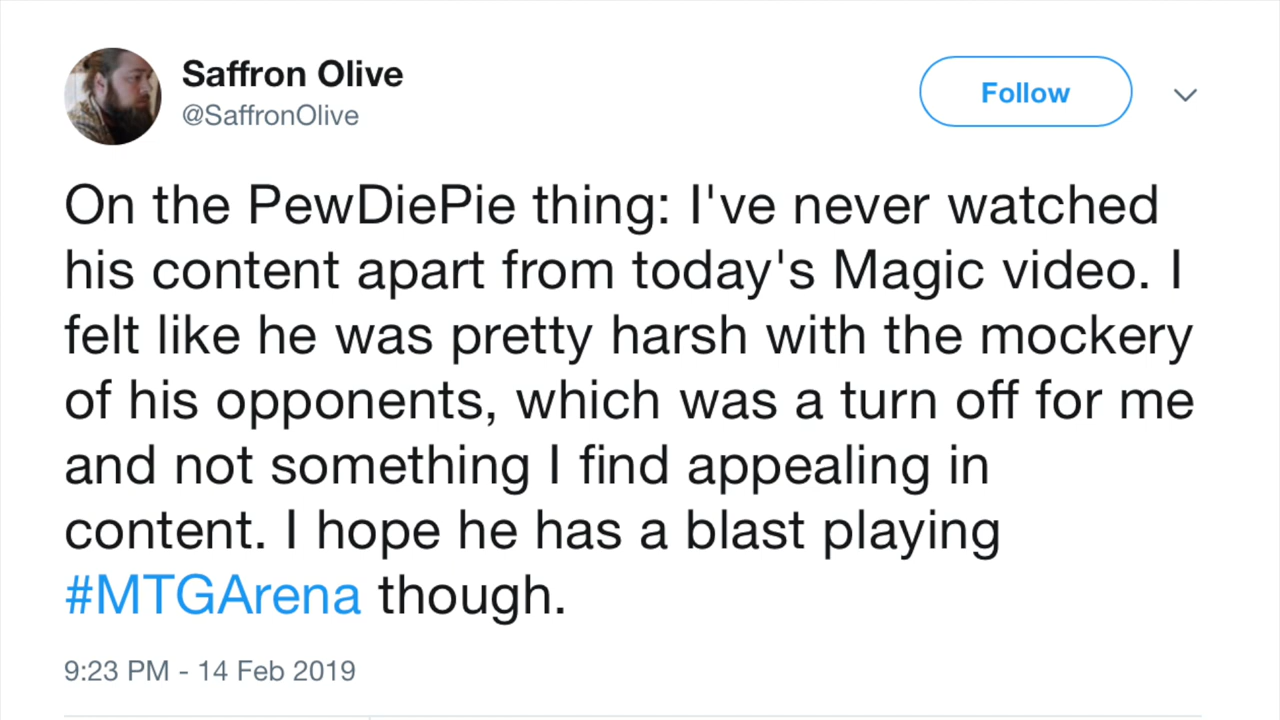 Saffron Olive
@SaffronOlive
Follow
On the PewDiePie thing: I've never watched
his content apart from today's Magic video. I
felt like he was pretty harsh with the mockery
of his opponents, which was a turn off for me
and not something I find appealing in
content. I hope he has a blast playing
#MTGArena though.
9:23 PM - 14 Feb 2019